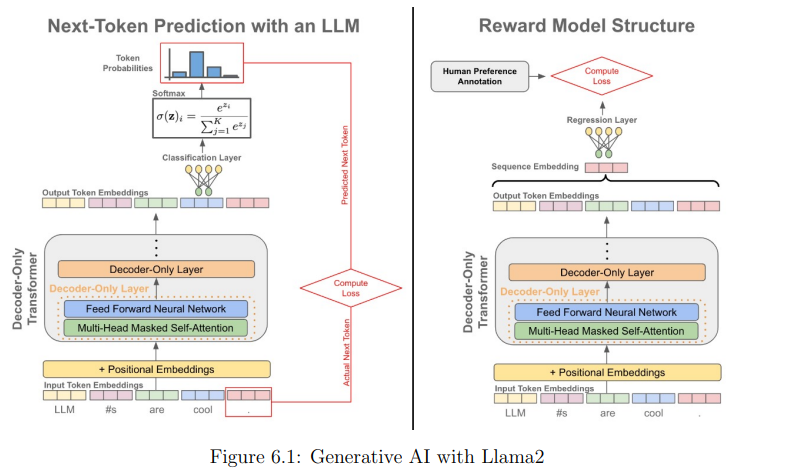 Next-Token Prediction with an LLM
Token
Probabilities
Softmax
σ(z)ᵢ = e^{zᵢ} / ∑_{j=1}^{K} e^{zⱼ}
Classification Layer
Output Token Embeddings
Decoder-Only
Transformer
Decoder-Only Layer
Decoder-Only Layer
Feed Forward Neural Network
Multi-Head Masked Self-Attention
+ Positional Embeddings
Input Token Embeddings
LLM #s are cool .
Predicted Next Token
Compute
Loss
Actual Next Token
Reward Model Structure
Human Preference
Annotation
Compute
Loss
Regression Layer
Sequence Embedding
Output Token Embeddings
Decoder-Only
Transformer
Decoder-Only Layer
Decoder-Only Layer
Feed Forward Neural Network
Multi-Head Masked Self-Attention
+ Positional Embeddings
Input Token Embeddings
LLM #s are cool .
Figure 6.1: Generative AI with Llama2